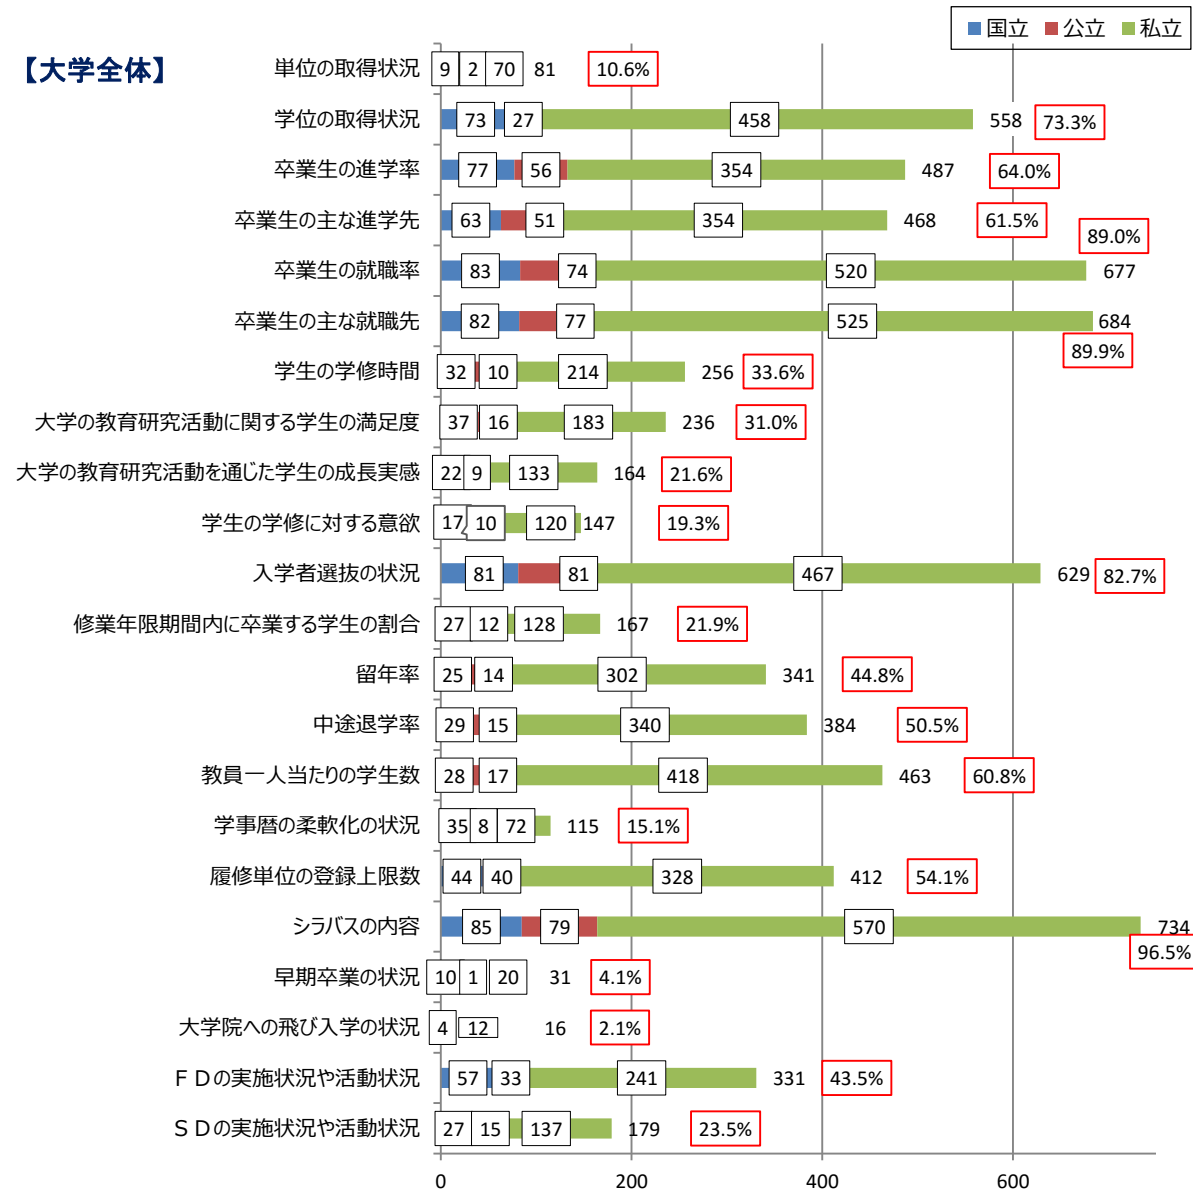 国立 公立 私立
【大学全体】
単位の取得状況 9 2 70 81 10.6%
学位の取得状況 73 27 458 558 73.3%
卒業生の進学率 77 56 354 487 64.0%
卒業生の主な進学先 63 51 354 468 61.5%
卒業生の就職率 83 74 520 677 89.0%
卒業生の主な就職先 82 77 525 684 89.9%
学生の学修時間 32 10 214 256 33.6%
大学の教育研究活動に関する学生の満足度 37 16 183 236 31.0%
大学の教育研究活動を通じた学生の成長実感 22 9 133 164 21.6%
学生の学修に対する意欲 17 10 120 147 19.3%
入学者選抜の状況 81 81 467 629 82.7%
修業年限期間内に卒業する学生の割合 27 12 128 167 21.9%
留年率 25 14 302 341 44.8%
中途退学率 29 15 340 384 50.5%
教員一人当たりの学生数 28 17 418 463 60.8%
学事暦の柔軟化の状況 35 8 72 115 15.1%
履修単位の登録上限数 44 40 328 412 54.1%
シラバスの内容 85 79 570 734 96.5%
早期卒業の状況 10 1 20 31 4.1%
大学院への飛び入学の状況 4 12 16 2.1%
ＦＤの実施状況や活動状況 57 33 241 331 43.5%
ＳＤの実施状況や活動状況 27 15 137 179 23.5%
0 200 400 600